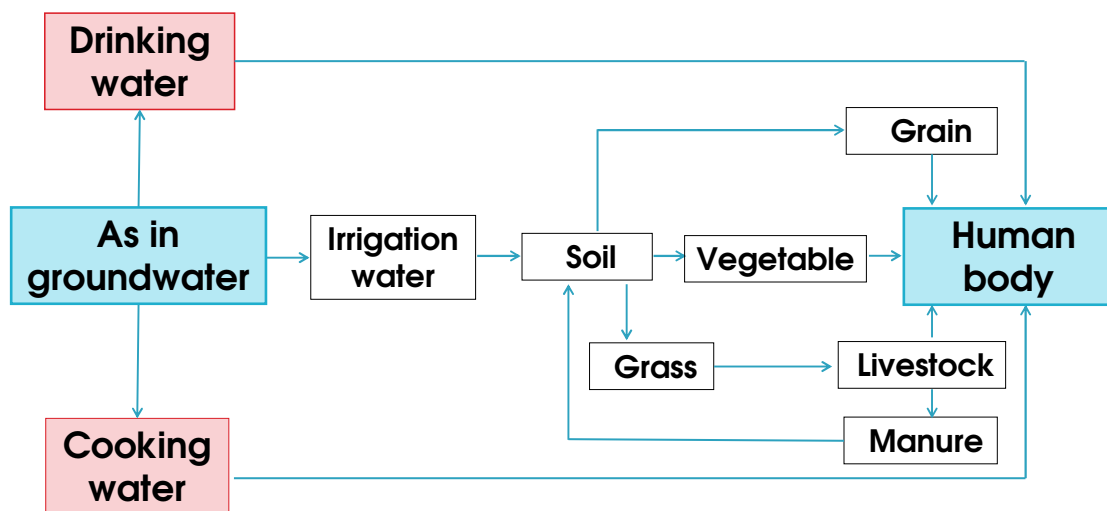 Drinking
water
Grain
As in
groundwater
Irrigation
water
Soil
Vegetable
Human
body
Grass
Livestock
Manure
Cooking
water